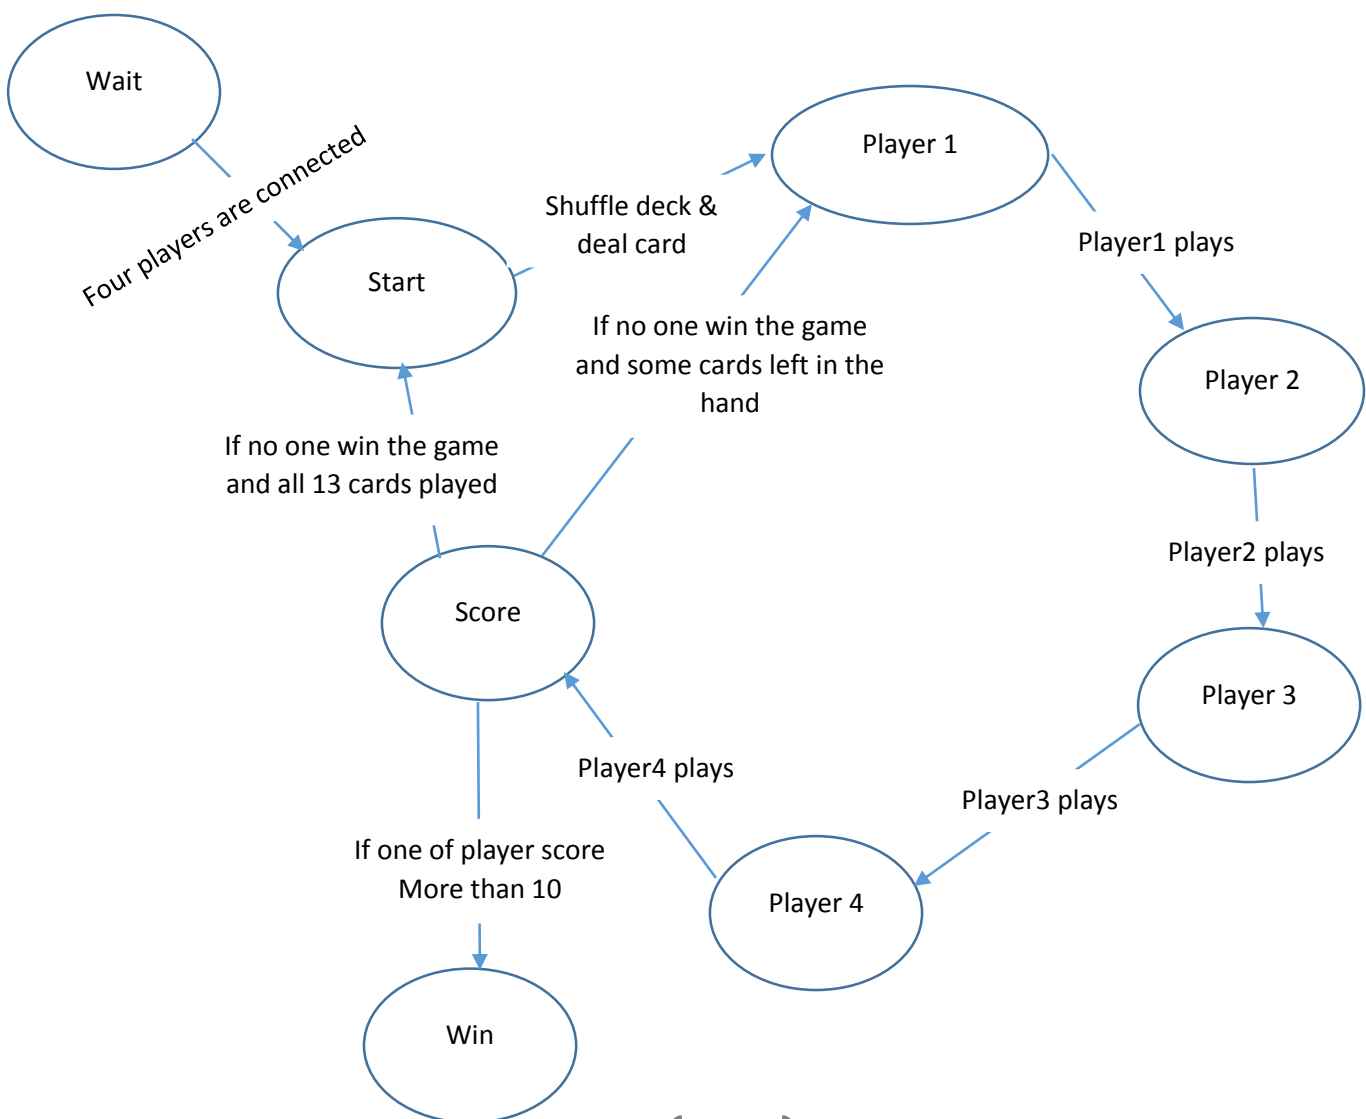 Wait
Four players are connected
Start
Shuffle deck &
deal card
Player 1
Player1 plays
Player 2
Player2 plays
Player 3
Player3 plays
Player 4
Player4 plays
Score
If no one win the game
and some cards left in the
hand
If no one win the game
and all 13 cards played
If one of player score
More than 10
Win